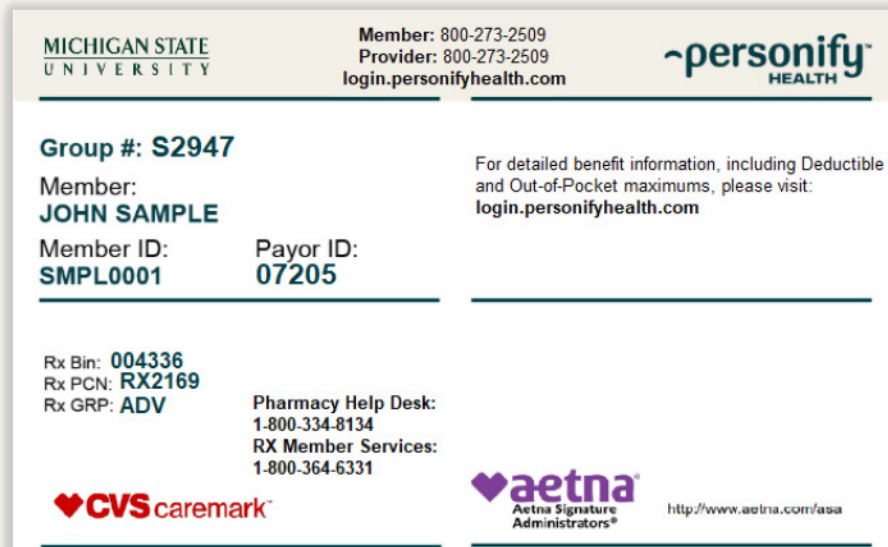 MICHIGAN STATE
UNIVERSITY
Member: 800-273-2509
Provider: 800-273-2509
login.personifyhealth.com
~personify™
HEALTH
Group #: S2947
Member:
JOHN SAMPLE
Member ID:
SMPL0001
Payor ID:
07205
For detailed benefit information, including Deductible
and Out-of-Pocket maximums, please visit:
login.personifyhealth.com
Rx Bin: 004336
Rx PCN: RX2169
Rx GRP: ADV
Pharmacy Help Desk:
1-800-334-8134
RX Member Services:
1-800-364-6331
CVS caremark™
aetna®
Aetna Signature
Administrators®
http://www.aetna.com/asa